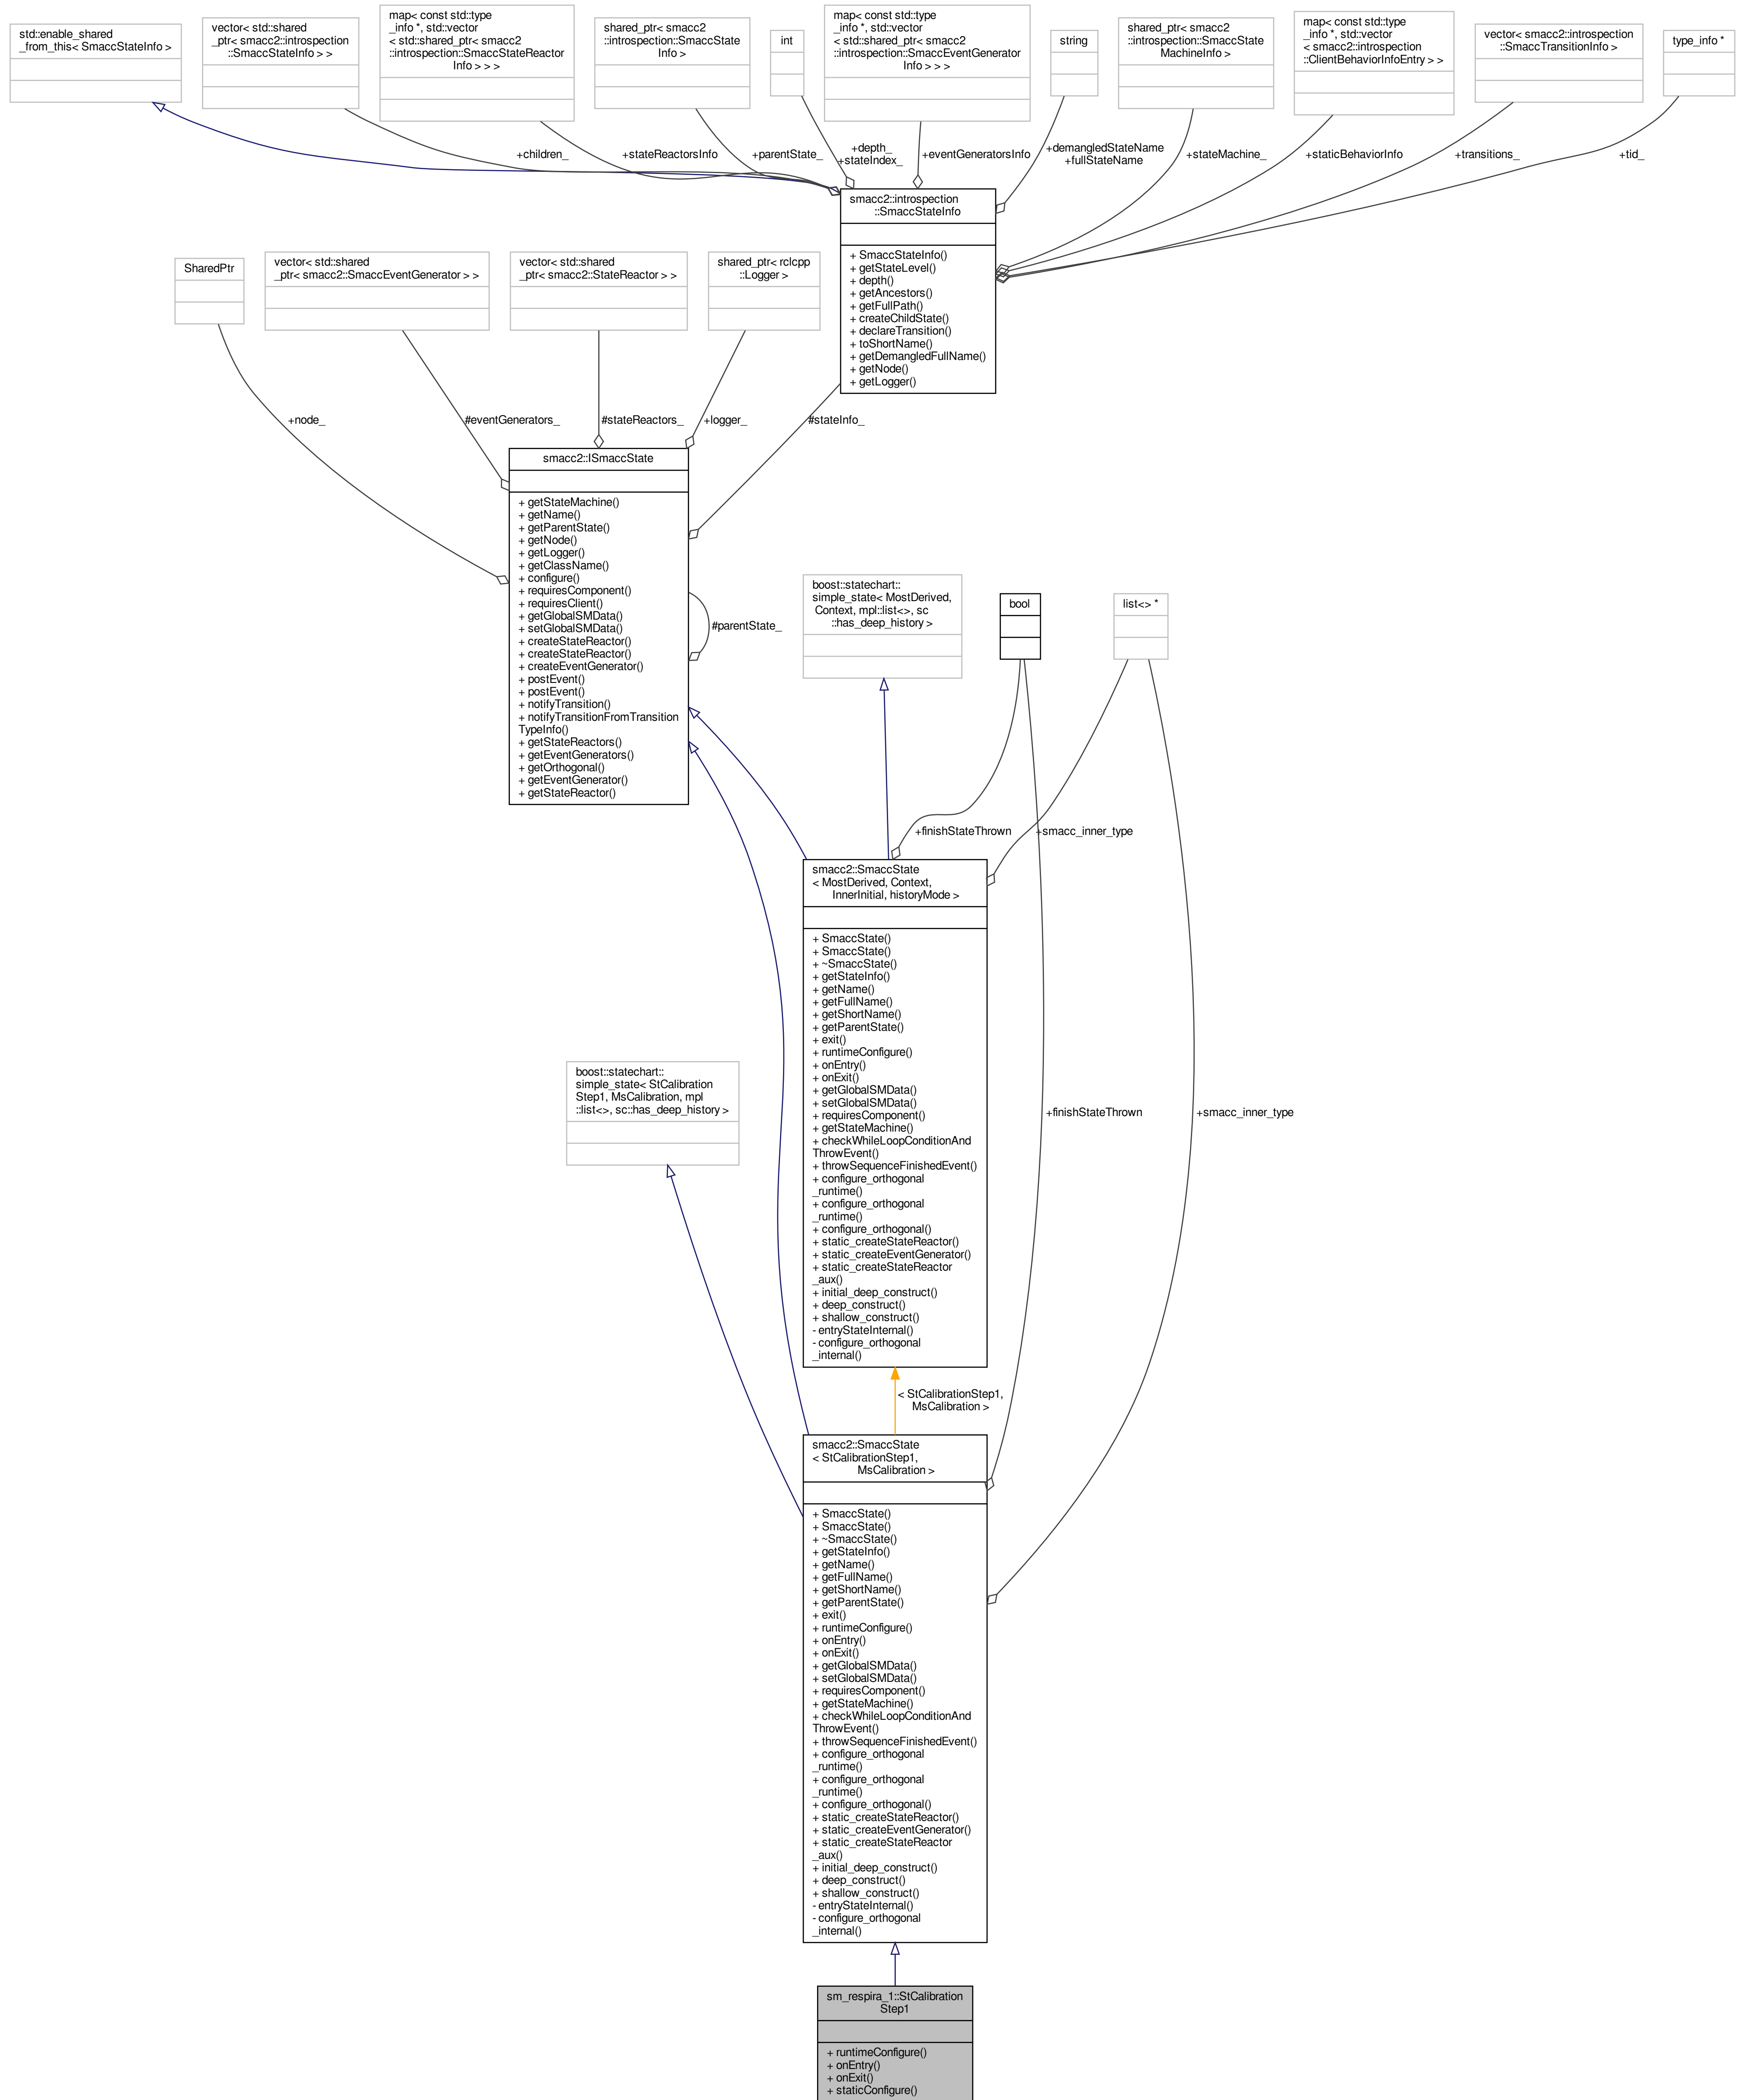 std::enable_shared
_from_this< SmaccStateInfo >
vector< std::shared
_ptr< smacc2::introspection
::SmaccStateInfo > >
map< const std::type
_info *, std::vector
< std::shared_ptr< smacc2
::introspection::SmaccStateReactor
Info > > >
shared_ptr< smacc2
::introspection::SmaccState
Info >
int
map< const std::type
_info *, std::vector
< std::shared_ptr< smacc2
::introspection::SmaccEventGenerator
Info > > >
string
shared_ptr< smacc2
::introspection::SmaccState
MachineInfo >
map< const std::type
_info *, std::vector
< smacc2::introspection
::ClientBehaviorInfoEntry > >
vector< smacc2::introspection
::SmaccTransitionInfo >
type_info *
+children_
+stateReactorsInfo
+parentState_
+depth_
+stateIndex_
+eventGeneratorsInfo
+demangledStateName
+fullStateName
+stateMachine_
+staticBehaviorInfo
+transitions_
+tid_
smacc2::introspection
::SmaccStateInfo
+ SmaccStateInfo()
+ getStateLevel()
+ depth()
+ getAncestors()
+ getFullPath()
+ createChildState()
+ declareTransition()
+ toShortName()
+ getDemangledFullName()
+ getNode()
+ getLogger()
SharedPtr
vector< std::shared
_ptr< smacc2::SmaccEventGenerator > >
vector< std::shared
_ptr< smacc2::StateReactor > >
shared_ptr< rclcpp
::Logger >
+node_
#eventGenerators_
#stateReactors_
+logger_
#stateInfo_
smacc2::ISmaccState
+ getStateMachine()
+ getName()
+ getParentState()
+ getNode()
+ getLogger()
+ getClassName()
+ configure()
+ requiresComponent()
+ requiresClient()
+ getGlobalSMData()
+ setGlobalSMData()
+ createStateReactor()
+ createStateReactor()
+ createEventGenerator()
+ postEvent()
+ postEvent()
+ notifyTransition()
+ notifyTransitionFromTransition
TypeInfo()
+ getStateReactors()
+ getEventGenerators()
+ getOrthogonal()
+ getEventGenerator()
+ getStateReactor()
#parentState_
boost::statechart::
simple_state< MostDerived,
Context, mpl::list<>, sc
::has_deep_history >
bool
list<> *
+finishStateThrown
+smacc_inner_type
smacc2::SmaccState
< MostDerived, Context,
InnerInitial, historyMode >
+ SmaccState()
+ SmaccState()
+ ~SmaccState()
+ getStateInfo()
+ getName()
+ getFullName()
+ getShortName()
+ getParentState()
+ exit()
+ runtimeConfigure()
+ onEntry()
+ onExit()
+ getGlobalSMData()
+ setGlobalSMData()
+ requiresComponent()
+ getStateMachine()
+ checkWhileLoopConditionAnd
ThrowEvent()
+ throwSequenceFinishedEvent()
+ configure_orthogonal
_runtime()
+ configure_orthogonal
_runtime()
+ configure_orthogonal()
+ static_createStateReactor()
+ static_createEventGenerator()
+ static_createStateReactor
_aux()
+ initial_deep_construct()
+ deep_construct()
+ shallow_construct()
- entryStateInternal()
- configure_orthogonal
_internal()
boost::statechart::
simple_state< StCalibration
Step1, MsCalibration, mpl
::list<>, sc::has_deep_history >
+finishStateThrown
+smacc_inner_type
< StCalibrationStep1,
MsCalibration >
smacc2::SmaccState
< StCalibrationStep1,
MsCalibration >
+ SmaccState()
+ SmaccState()
+ ~SmaccState()
+ getStateInfo()
+ getName()
+ getFullName()
+ getShortName()
+ getParentState()
+ exit()
+ runtimeConfigure()
+ onEntry()
+ onExit()
+ getGlobalSMData()
+ setGlobalSMData()
+ requiresComponent()
+ getStateMachine()
+ checkWhileLoopConditionAnd
ThrowEvent()
+ throwSequenceFinishedEvent()
+ configure_orthogonal
_runtime()
+ configure_orthogonal
_runtime()
+ configure_orthogonal()
+ static_createStateReactor()
+ static_createEventGenerator()
+ static_createStateReactor
_aux()
+ initial_deep_construct()
+ deep_construct()
+ shallow_construct()
- entryStateInternal()
- configure_orthogonal
_internal()
sm_respira_1::StCalibration
Step1
+ runtimeConfigure()
+ onEntry()
+ onExit()
+ staticConfigure()